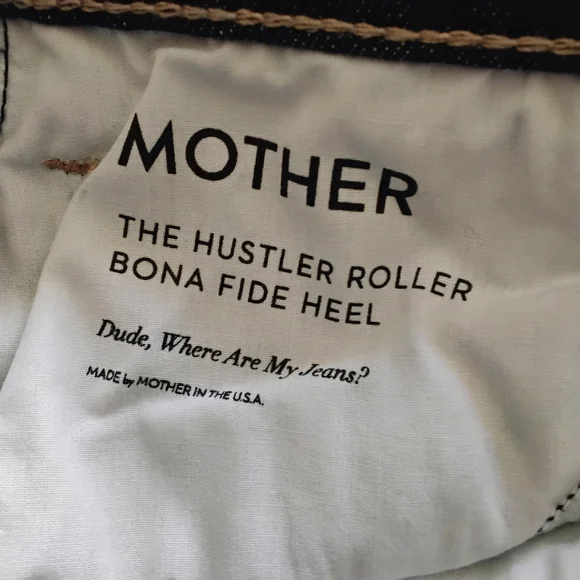 MOTHER
THE HUSTLER ROLLER
BONA FIDE HEEL
Dude, Where Are My Jeans?
MADE by MOTHER IN THE U.S.A.